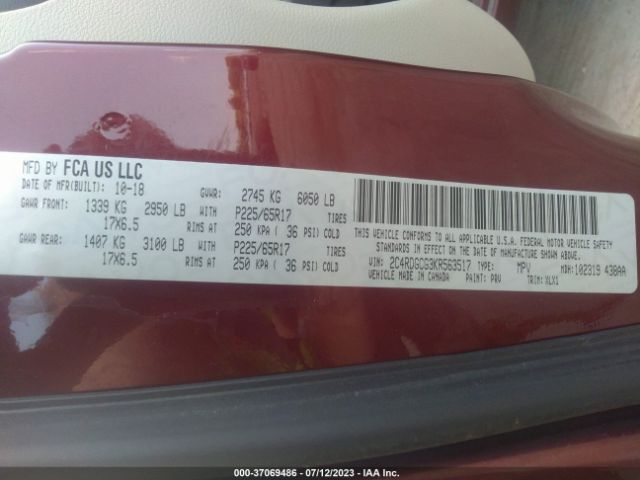 MFD BY FCA US LLC
DATE OF MFR(BUILT): 10-18 GVWR: 2745 KG 6050 LB
GAWR FRONT: 1339 KG 2950 LB WITH P225/65R17 TIRES
17X6.5 RIMS AT 250 KPA ( 36 PSI) COLD
GAWR REAR: 1407 KG 3100 LB WITH P225/65R17 TIRES
17X6.5 RIMS AT 250 KPA ( 36 PSI) COLD
THIS VEHICLE CONFORMS TO ALL APPLICABLE U.S.A. FEDERAL MOTOR VEHICLE SAFETY
STANDARDS IN EFFECT ON THE DATE OF MANUFACTURE SHOWN ABOVE.
VIN: 2C4RDGCG3KR563517 TYPE: MPV MDH: 102319 438AA
VEHICLE MADE IN CANADA PAINT: PRV TRIM: XLX1
000-37069486 - 07/12/2023 - IAA Inc.